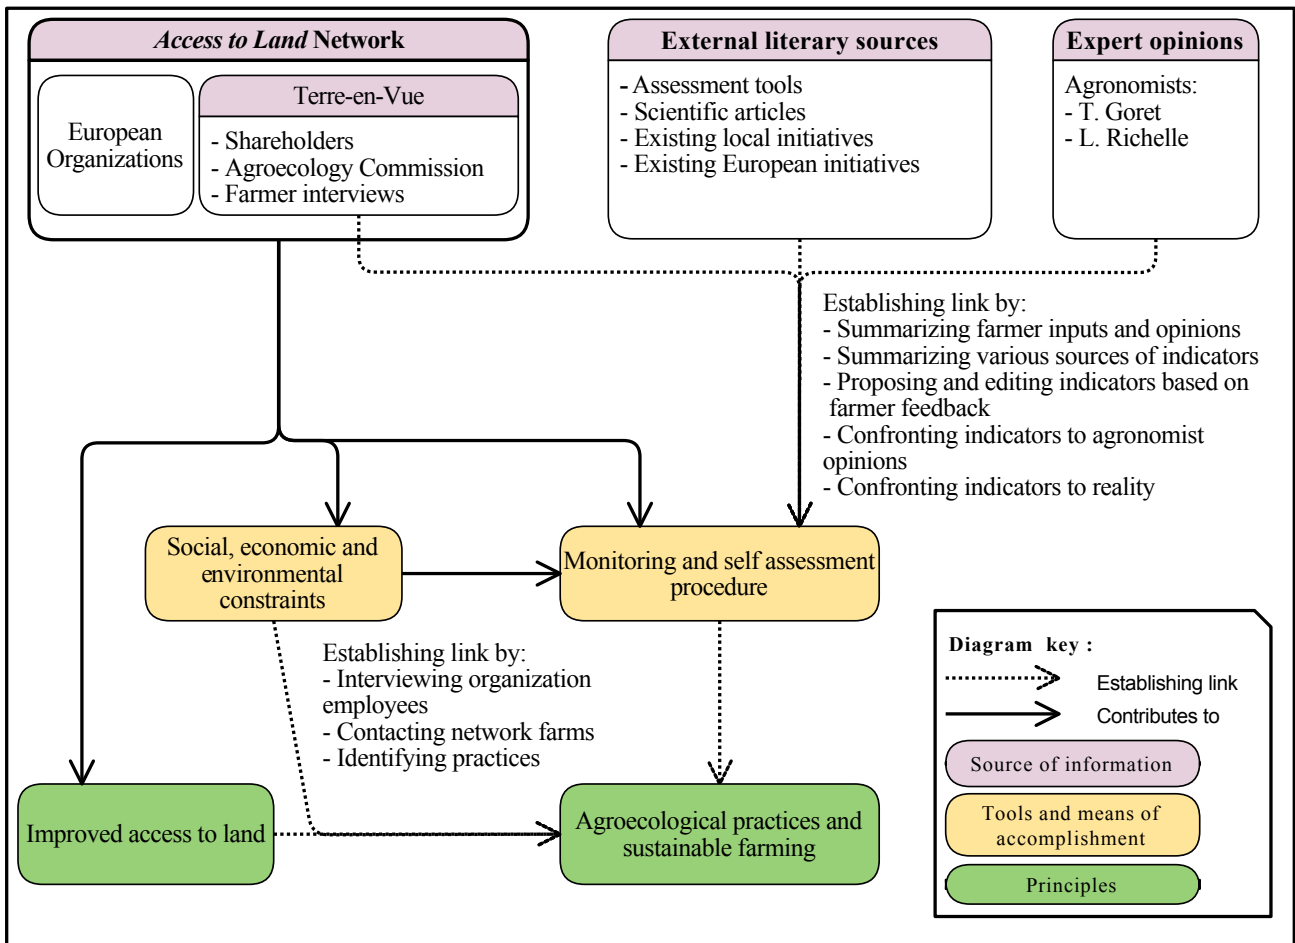 Access to Land Network
European
Organizations
Terre-en-Vue
- Shareholders
- Agroecology Commission
- Farmer interviews
External literary sources
- Assessment tools
- Scientific articles
- Existing local initiatives
- Existing European initiatives
Expert opinions
Agronomists:
- T. Goret
- L. Richelle
Establishing link by:
- Summarizing farmer inputs and opinions
- Summarizing various sources of indicators
- Proposing and editing indicators based on
farmer feedback
- Confronting indicators to agronomist
opinions
- Confronting indicators to reality
Social, economic and
environmental
constraints
Monitoring and self assessment
procedure
Establishing link by:
- Interviewing organization
employees
- Contacting network farms
- Identifying practices
Improved access to land
Agroecological practices and
sustainable farming
Diagram key :
Establishing link
Contributes to
Source of information
Tools and means of
accomplishment
Principles